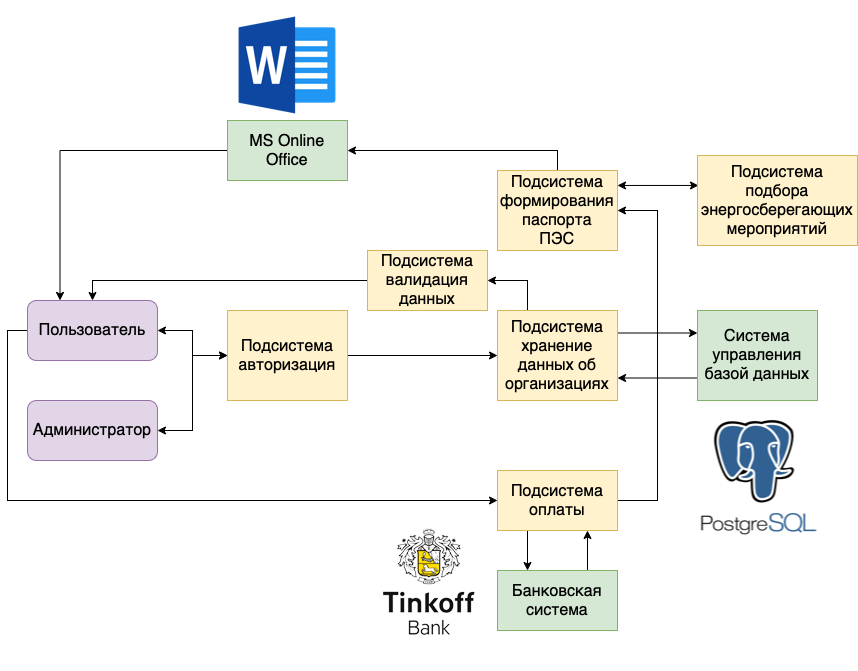 W
MS Online
Office
Подсистема
формирования
паспорта
ПЭС
Подсистема
подбора
энергосберегающих
мероприятий
Подсистема
валидация
данных
Пользователь
Подсистема
авторизация
Подсистема
хранение
данных об
организациях
Система
управления
базой данных
Администратор
PostgreSQL
Подсистема
оплаты
Tinkoff
Bank
Банковская
система